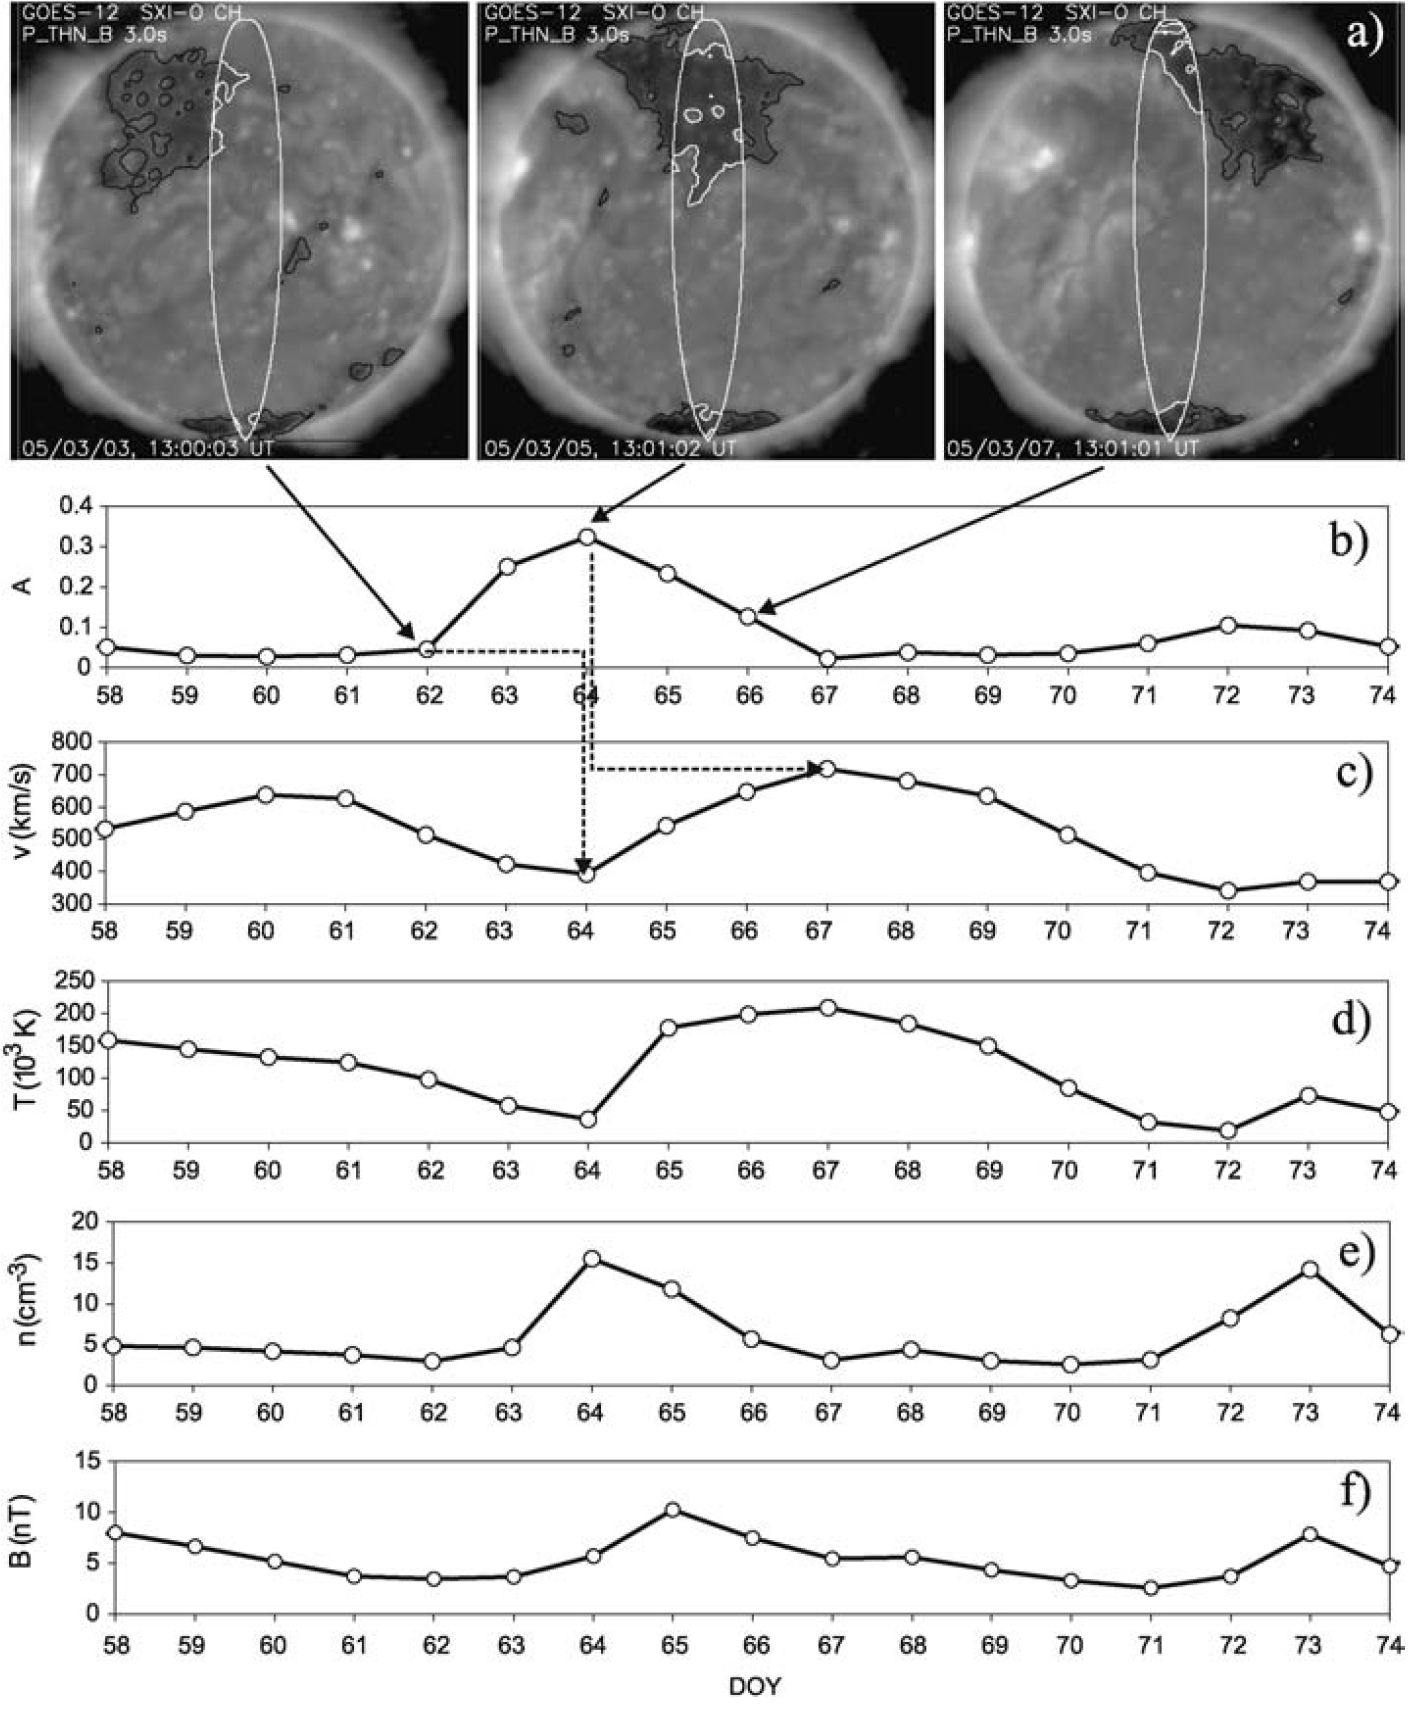 GOES-12 SXI-0 CH
P_THN_B 3.0s
05/03/03, 13:00:03 UT
GOES-12 SXI-0 CH
P_THN_B 3.0s
05/03/05, 13:01:02 UT
GOES-12 SXI-0 CH
P_THN_B 3.0s
a)
05/03/07, 13:01:01 UT
b)
A
0.4
0.3
0.2
0.1
0
58 59 60 61 62 63 64 65 66 67 68 69 70 71 72 73 74
c)
v(km/s)
800
700
600
500
400
300
58 59 60 61 62 63 64 65 66 67 68 69 70 71 72 73 74
d)
T(10³ K)
250
200
150
100
50
0
58 59 60 61 62 63 64 65 66 67 68 69 70 71 72 73 74
e)
n(cm⁻³)
20
15
10
5
0
58 59 60 61 62 63 64 65 66 67 68 69 70 71 72 73 74
f)
B(nT)
15
10
5
0
58 59 60 61 62 63 64 65 66 67 68 69 70 71 72 73 74
DOY